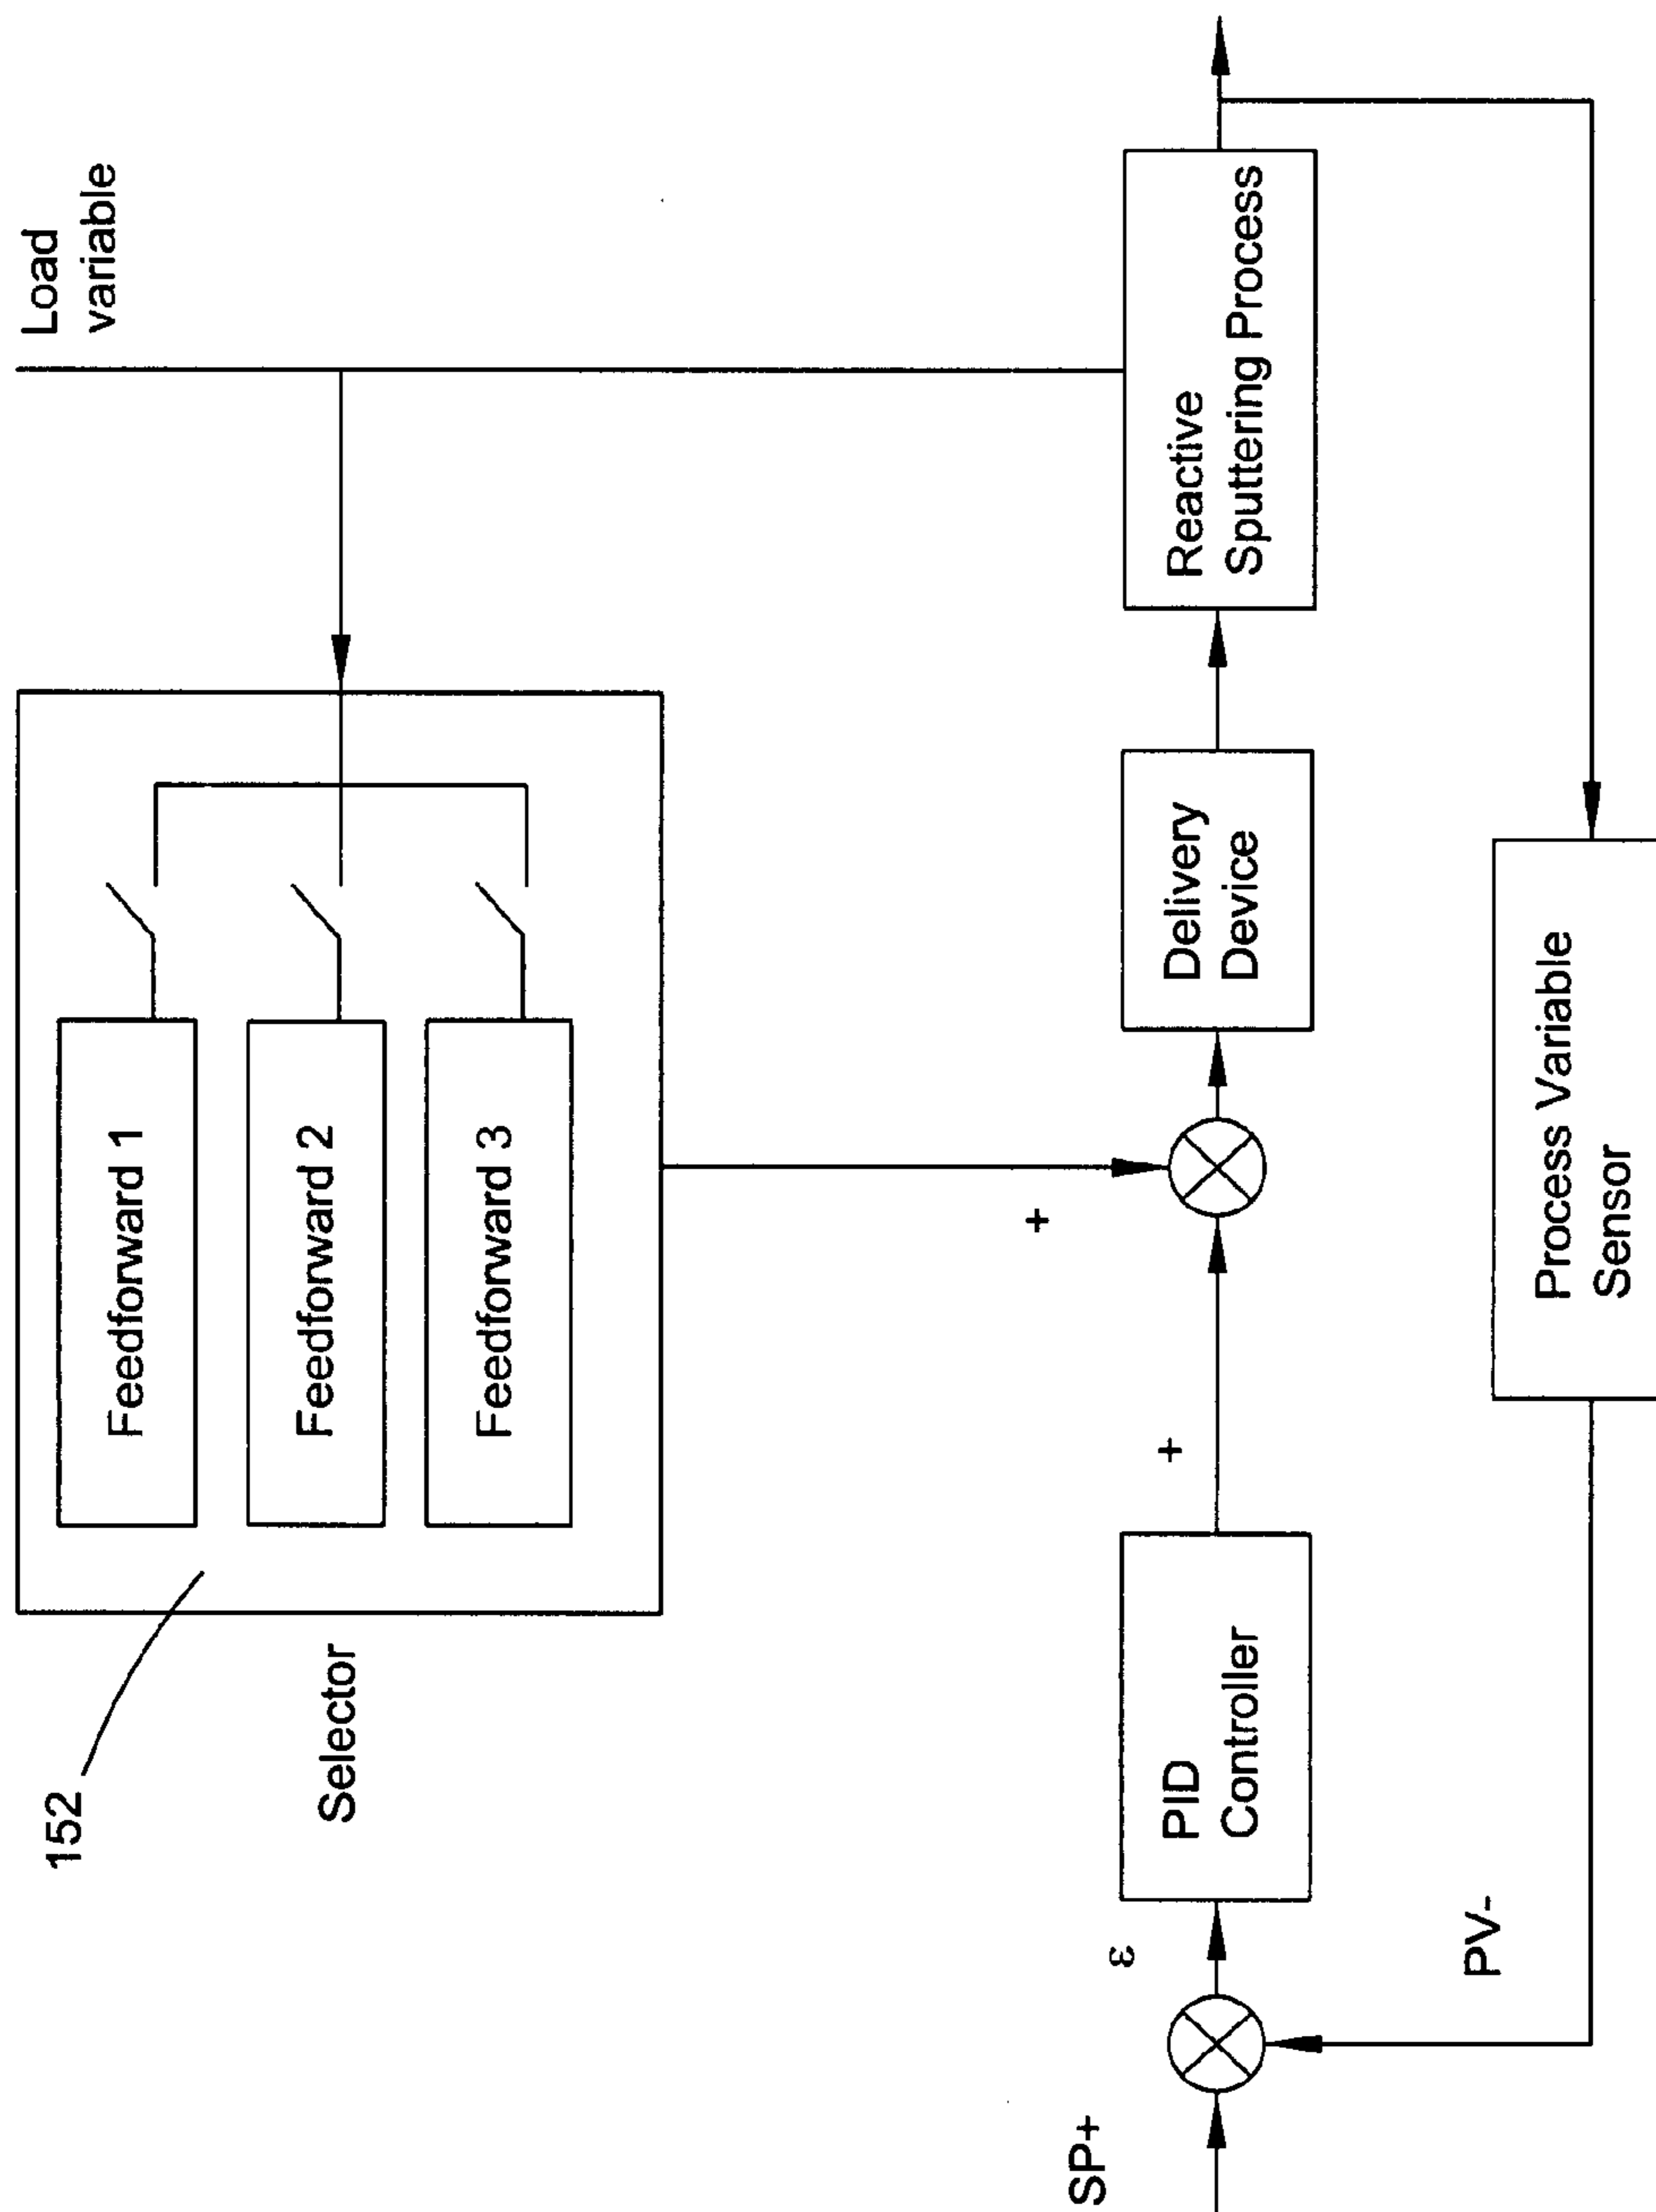 Load
variable
152
Feedforward 1
Feedforward 2
Feedforward 3
Selector
SP+
ε
PID
Controller
+
+
Delivery
Device
Reactive
Sputtering Process
PV-
Process Variable
Sensor